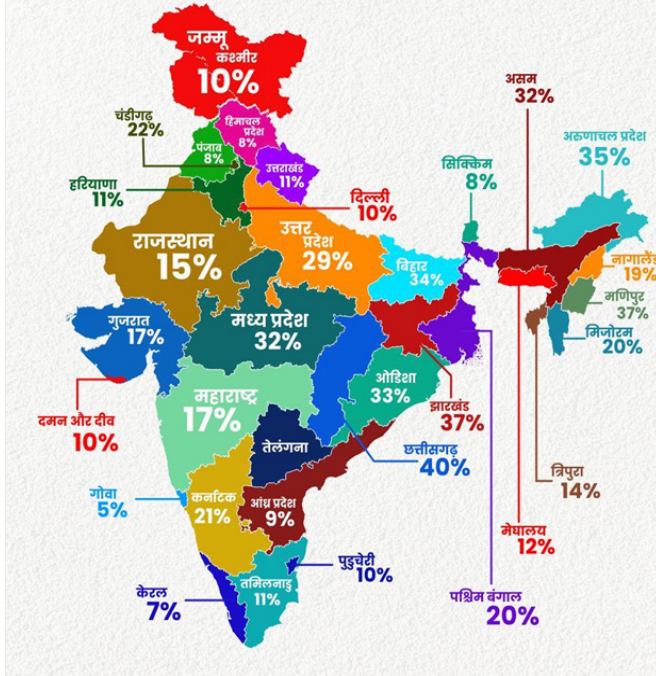 जम्मू
कश्मीर
10%
असम
32%
चंडीगढ़
22%
हिमाचल
प्रदेश
8%
अरुणाचल प्रदेश
35%
पंजाब
8%
उत्तराखंड
11%
सिक्किम
8%
हरियाणा
11%
दिल्ली
10%
राजस्थान
15%
उत्तर
प्रदेश
29%
बिहार
34%
नागालैंड
19%
मणिपुर
37%
मिजोरम
20%
गुजरात
17%
मध्य प्रदेश
32%
ओडिशा
33%
झारखंड
37%
महाराष्ट्र
17%
दमन और दीव
10%
तेलंगना
छत्तीसगढ़
40%
त्रिपुरा
14%
गोवा
5%
कर्नाटक
21%
आंध्र प्रदेश
9%
मेघालय
12%
पुडुचेरी
10%
केरल
7%
तमिलनाडु
11%
पश्चिम बंगाल
20%